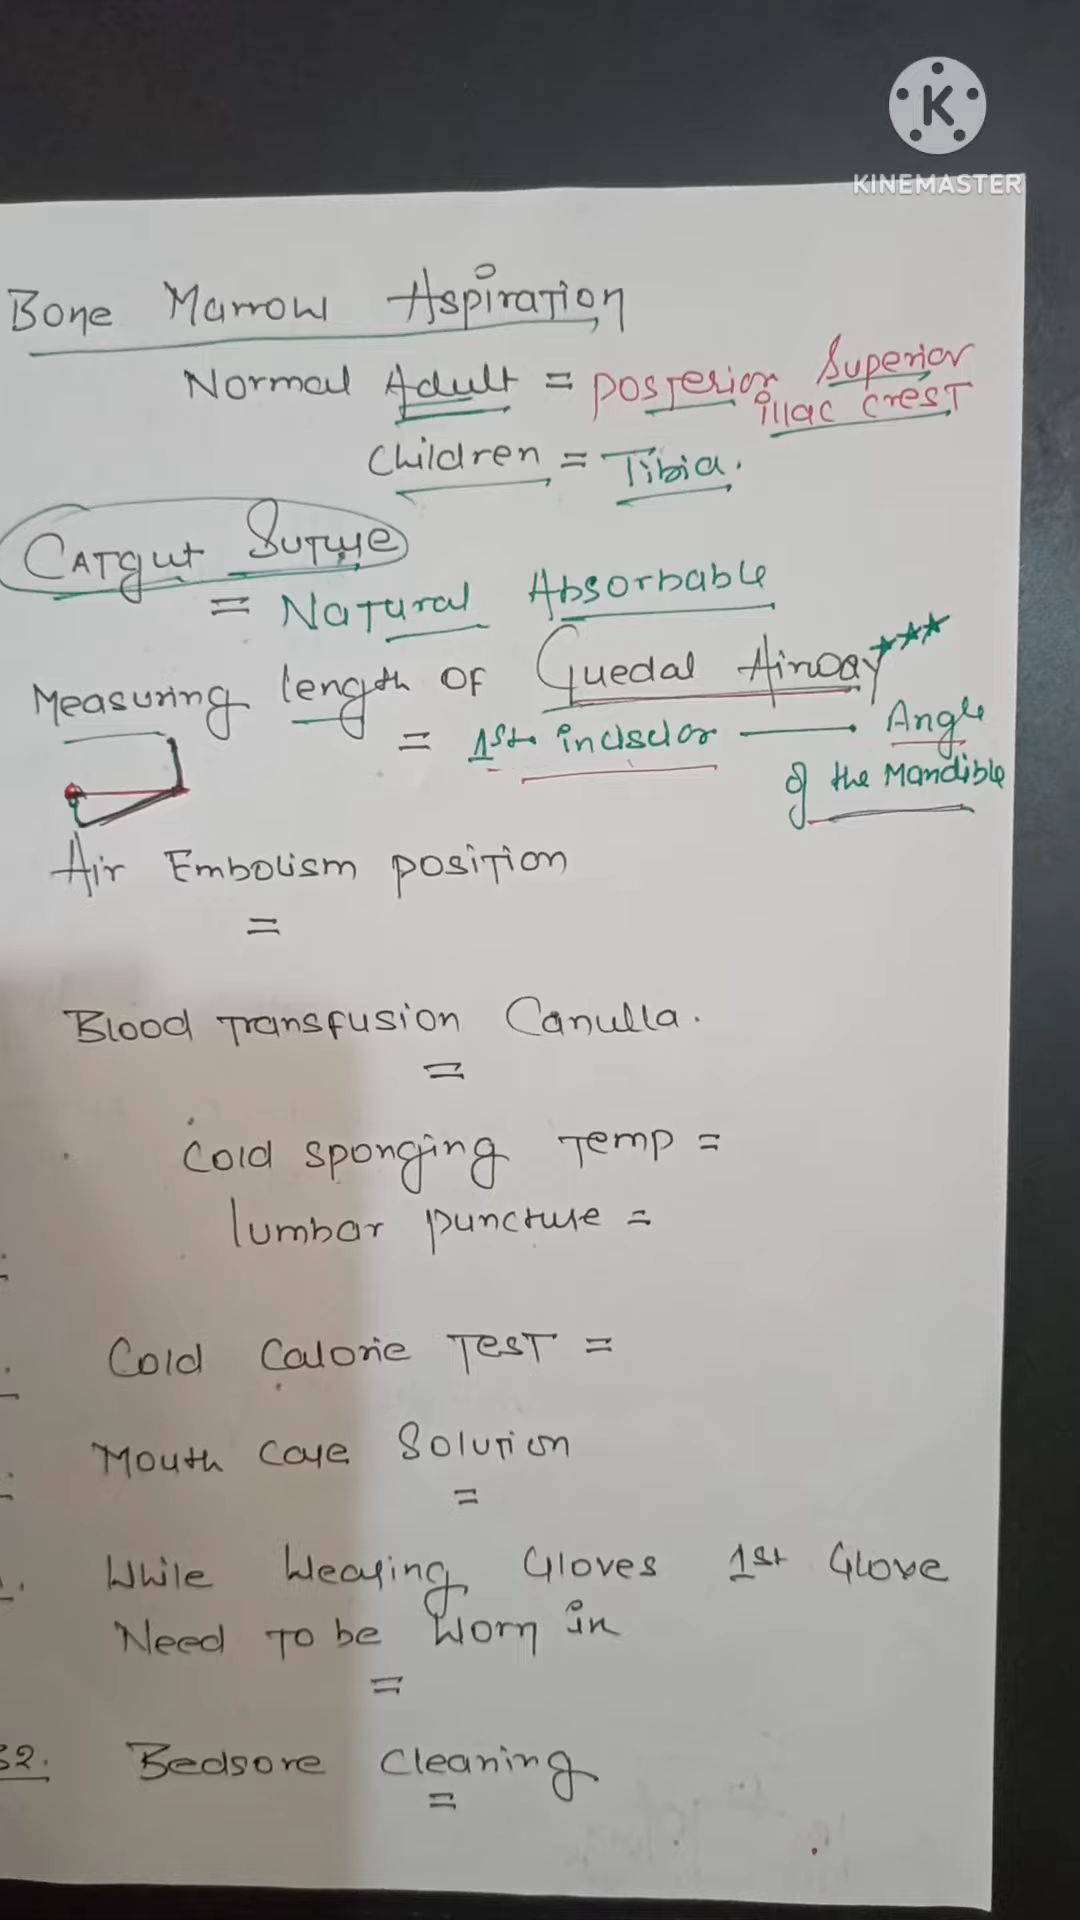 KINEMASTER
Bone Marrow Aspiration
Normal Adult = Posterior Superior
illac crest
Children = Tibia.
CATgut Suture
= Natural Absorbable
Measuring length of Guedal Airway
= 1st incisior — Angle
of the Mandible
Air Embolism position
=
Blood Transfusion Canulla.
=
Cold sponging Temp =
lumbar puncture =
Cold Calorie Test =
Mouth Care Solution
=
While Wearing Gloves 1st Glove
Need To be Worn in
=
32. Bedsore Cleaning
=